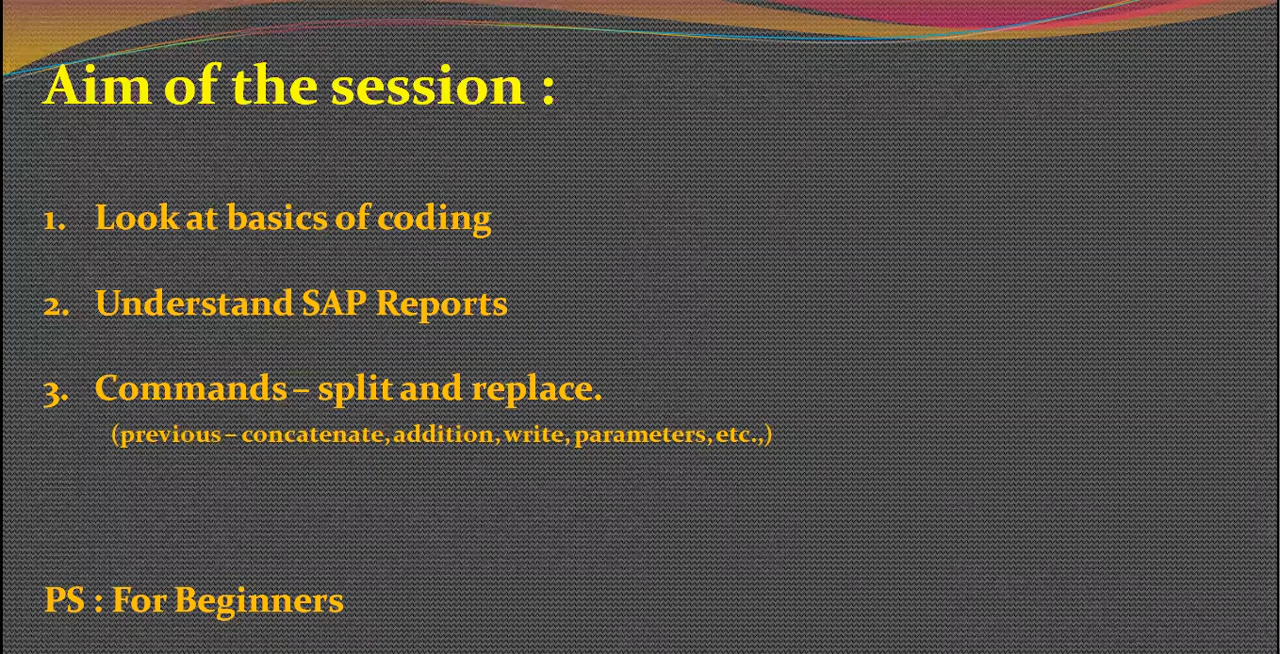 Aim of the session :
1. Look at basics of coding
2. Understand SAP Reports
3. Commands – split and replace.
(previous – concatenate, addition, write, parameters, etc.,)
PS : For Beginners